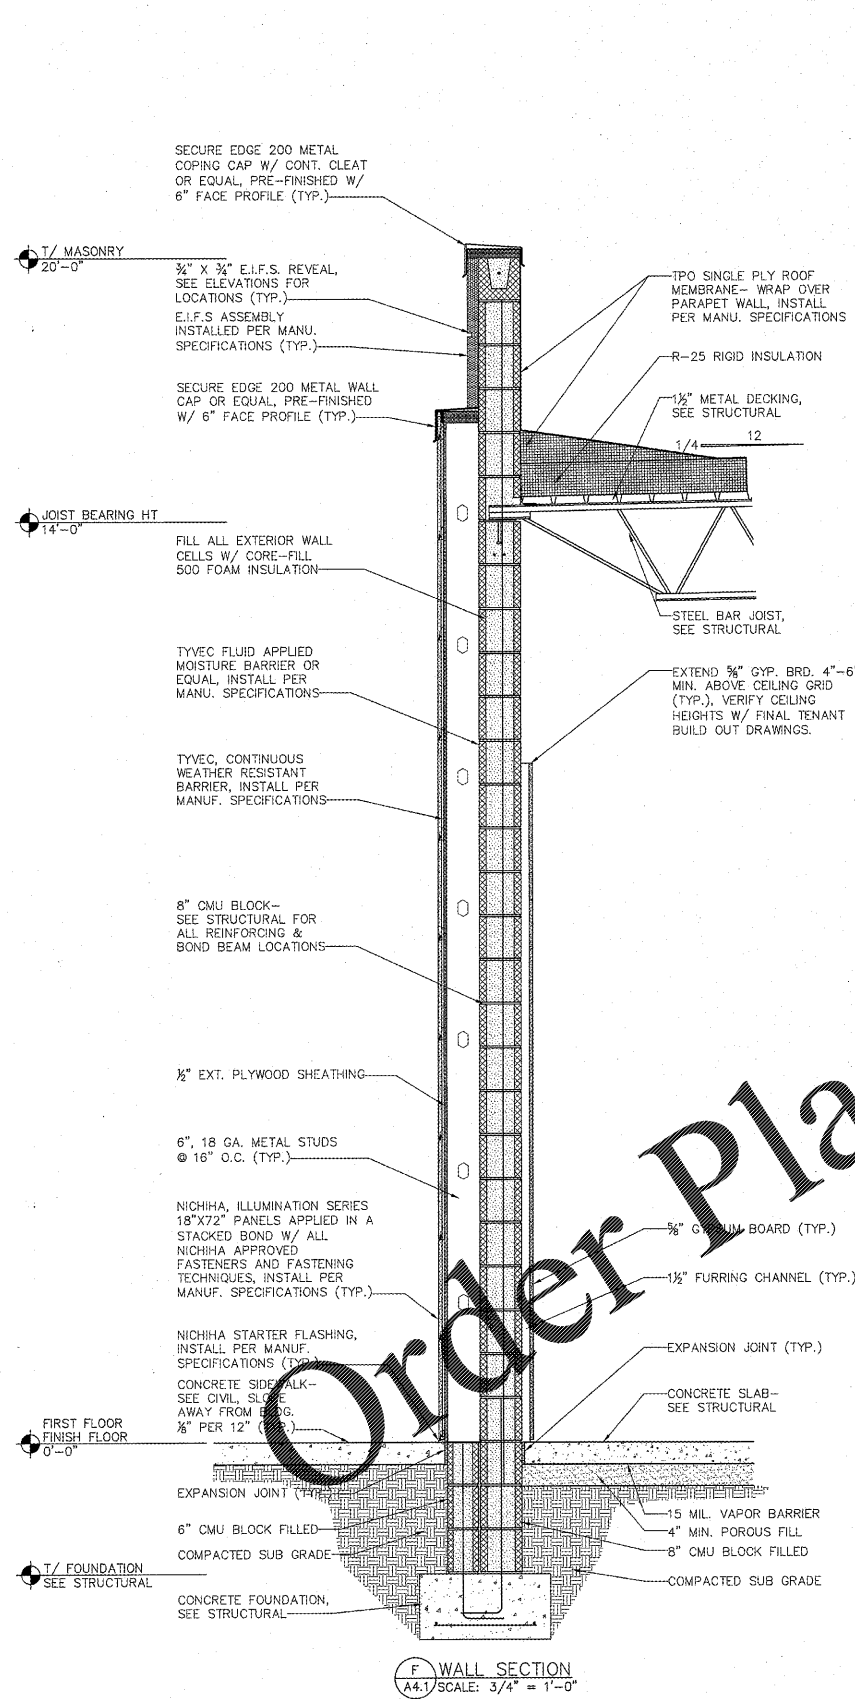 SECURE EDGE 200 METAL
COPING CAP W/ CONT. CLEAT
OR EQUAL, PRE-FINISHED W/
6" FACE PROFILE (TYP.)
T/ MASONRY
20'-0"
¾" X ¾" E.I.F.S. REVEAL,
SEE ELEVATIONS FOR
LOCATIONS (TYP.)
E.I.F.S ASSEMBLY
INSTALLED PER MANU.
SPECIFICATIONS (TYP.)
SECURE EDGE 200 METAL WALL
CAP OR EQUAL, PRE-FINISHED
W/ 6" FACE PROFILE (TYP.)
TPO SINGLE PLY ROOF
MEMBRANE- WRAP OVER
PARAPET WALL, INSTALL
PER MANU. SPECIFICATIONS
R-25 RIGID INSULATION
1½" METAL DECKING,
SEE STRUCTURAL
1/4 12
JOIST BEARING HT
14'-0"
FILL ALL EXTERIOR WALL
CELLS W/ CORE-FILL
500 FOAM INSULATION
STEEL BAR JOIST,
SEE STRUCTURAL
TYVEC FLUID APPLIED
MOISTURE BARRIER OR
EQUAL, INSTALL PER
MANU. SPECIFICATIONS
EXTEND ⅝" GYP. BRD. 4"-6"
MIN. ABOVE CEILING GRID
(TYP.), VERIFY CEILING
HEIGHTS W/ FINAL TENANT
BUILD OUT DRAWINGS.
TYVEC, CONTINUOUS
WEATHER RESISTANT
BARRIER, INSTALL PER
MANUF. SPECIFICATIONS
8" CMU BLOCK-
SEE STRUCTURAL FOR
ALL REINFORCING &
BOND BEAM LOCATIONS
½" EXT. PLYWOOD SHEATHING
6", 18 GA. METAL STUDS
@ 16" O.C. (TYP.)
NICHIHA, ILLUMINATION SERIES
18"X72" PANELS APPLIED IN A
STACKED BOND W/ ALL
NICHIHA APPROVED
FASTENERS AND FASTENING
TECHNIQUES, INSTALL PER
MANUF. SPECIFICATIONS (TYP.)
⅝" GYPSUM BOARD (TYP.)
1½" FURRING CHANNEL (TYP.)
NICHIHA STARTER FLASHING,
INSTALL PER MANUF.
SPECIFICATIONS (TYP.)
EXPANSION JOINT (TYP.)
CONCRETE SIDEWALK-
SEE CIVIL, SLOPE
AWAY FROM BLDG.
⅛" PER 12" (TYP.)
CONCRETE SLAB-
SEE STRUCTURAL
FIRST FLOOR
FINISH FLOOR
0'-0"
EXPANSION JOINT (TYP.)
6" CMU BLOCK FILLED
COMPACTED SUB GRADE
15 MIL. VAPOR BARRIER
4" MIN. POROUS FILL
8" CMU BLOCK FILLED
COMPACTED SUB GRADE
T/ FOUNDATION
SEE STRUCTURAL
CONCRETE FOUNDATION,
SEE STRUCTURAL
F
A4.1
WALL SECTION
SCALE: 3/4" = 1'-0"
Order Pla